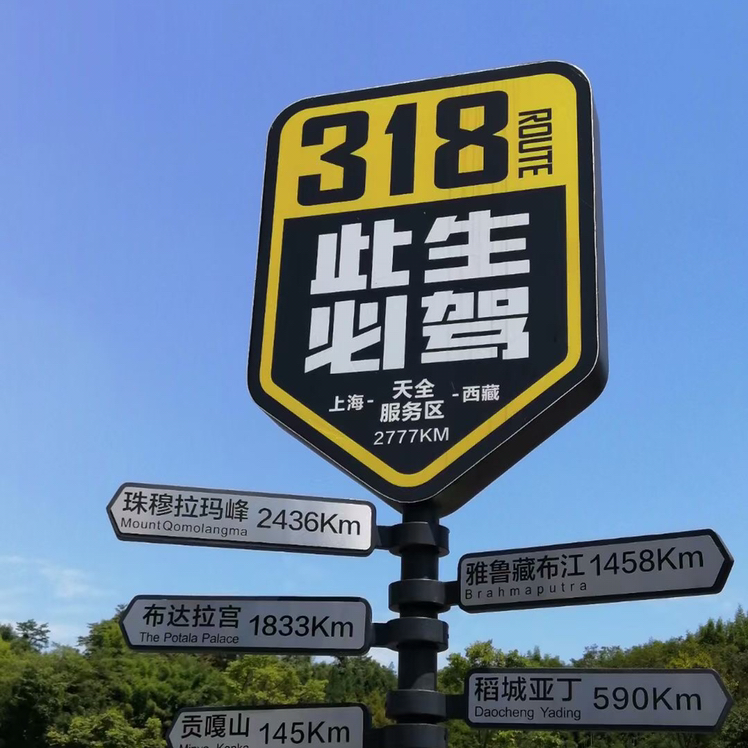 318 ROUTE
此生
必驾
上海- 天全 -西藏
服务区
2777KM
珠穆拉玛峰 2436Km
MountQomolangma
雅鲁藏布江 1458Km
Brahmaputra
布达拉宫 1833Km
The Potala Palace
稻城亚丁 590Km
Daocheng Yading
贡嘎山 145Km